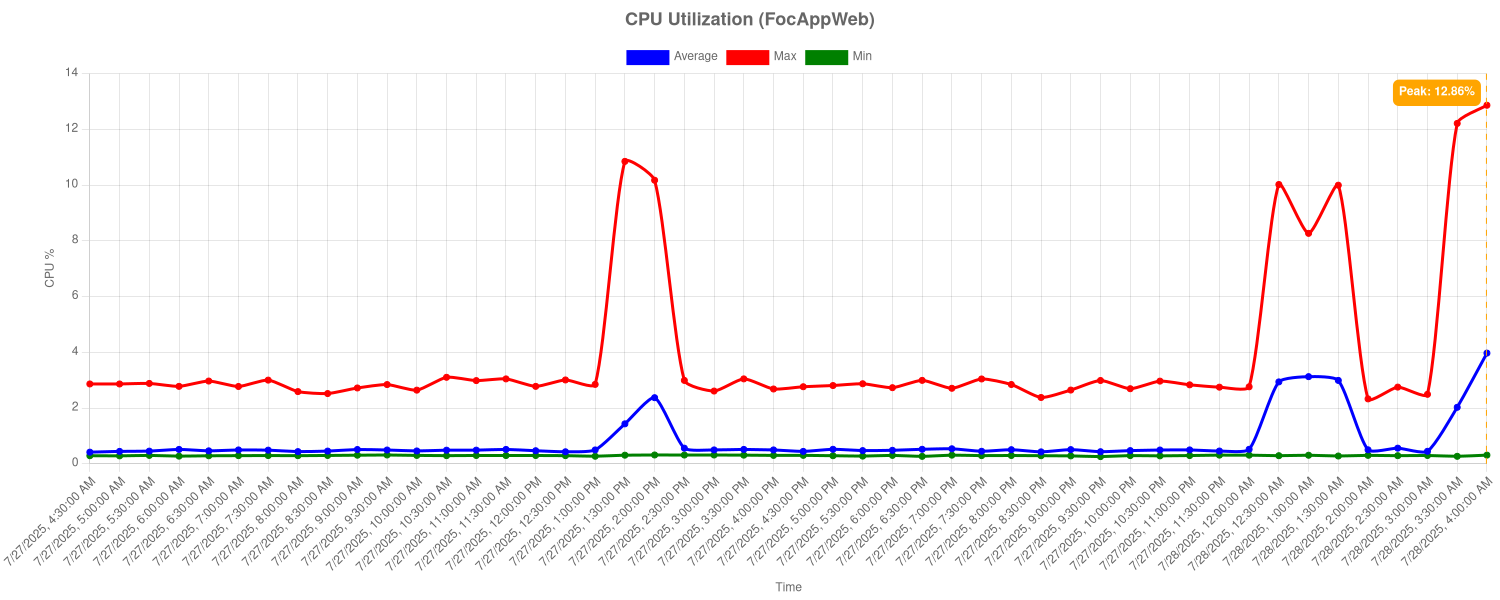 CPU Utilization (FocAppWeb)
Average Max Min
14
Peak: 12.86%
12
10
8
CPU %
6
4
2
0
7/27/2025, 4:30:00 AM
7/27/2025, 5:00:00 AM
7/27/2025, 5:30:00 AM
7/27/2025, 6:00:00 AM
7/27/2025, 6:30:00 AM
7/27/2025, 7:00:00 AM
7/27/2025, 7:30:00 AM
7/27/2025, 8:00:00 AM
7/27/2025, 8:30:00 AM
7/27/2025, 9:00:00 AM
7/27/2025, 9:30:00 AM
7/27/2025, 10:00:00 AM
7/27/2025, 10:30:00 AM
7/27/2025, 11:00:00 AM
7/27/2025, 11:30:00 AM
7/27/2025, 12:00:00 PM
7/27/2025, 12:30:00 PM
7/27/2025, 1:00:00 PM
7/27/2025, 1:30:00 PM
7/27/2025, 2:00:00 PM
7/27/2025, 2:30:00 PM
7/27/2025, 3:00:00 PM
7/27/2025, 3:30:00 PM
7/27/2025, 4:00:00 PM
7/27/2025, 4:30:00 PM
7/27/2025, 5:00:00 PM
7/27/2025, 5:30:00 PM
7/27/2025, 6:00:00 PM
7/27/2025, 6:30:00 PM
7/27/2025, 7:00:00 PM
7/27/2025, 7:30:00 PM
7/27/2025, 8:00:00 PM
7/27/2025, 8:30:00 PM
7/27/2025, 9:00:00 PM
7/27/2025, 9:30:00 PM
7/27/2025, 10:00:00 PM
7/27/2025, 10:30:00 PM
7/27/2025, 11:00:00 PM
7/27/2025, 11:30:00 PM
7/28/2025, 12:00:00 AM
7/28/2025, 12:30:00 AM
7/28/2025, 1:00:00 AM
7/28/2025, 1:30:00 AM
7/28/2025, 2:00:00 AM
7/28/2025, 2:30:00 AM
7/28/2025, 3:00:00 AM
7/28/2025, 3:30:00 AM
7/28/2025, 4:00:00 AM
Time